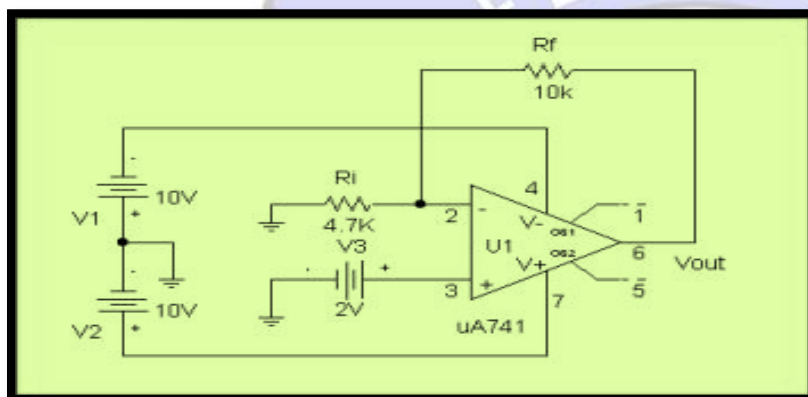 Rf
10k
-
10V
V1
+
Ri
4.7K
4
2
-
V-
OS1
1
U1
V3
-
+
OS2
6
Vout
V+
3
+
5
7
2V
-
10V
V2
+
uA741